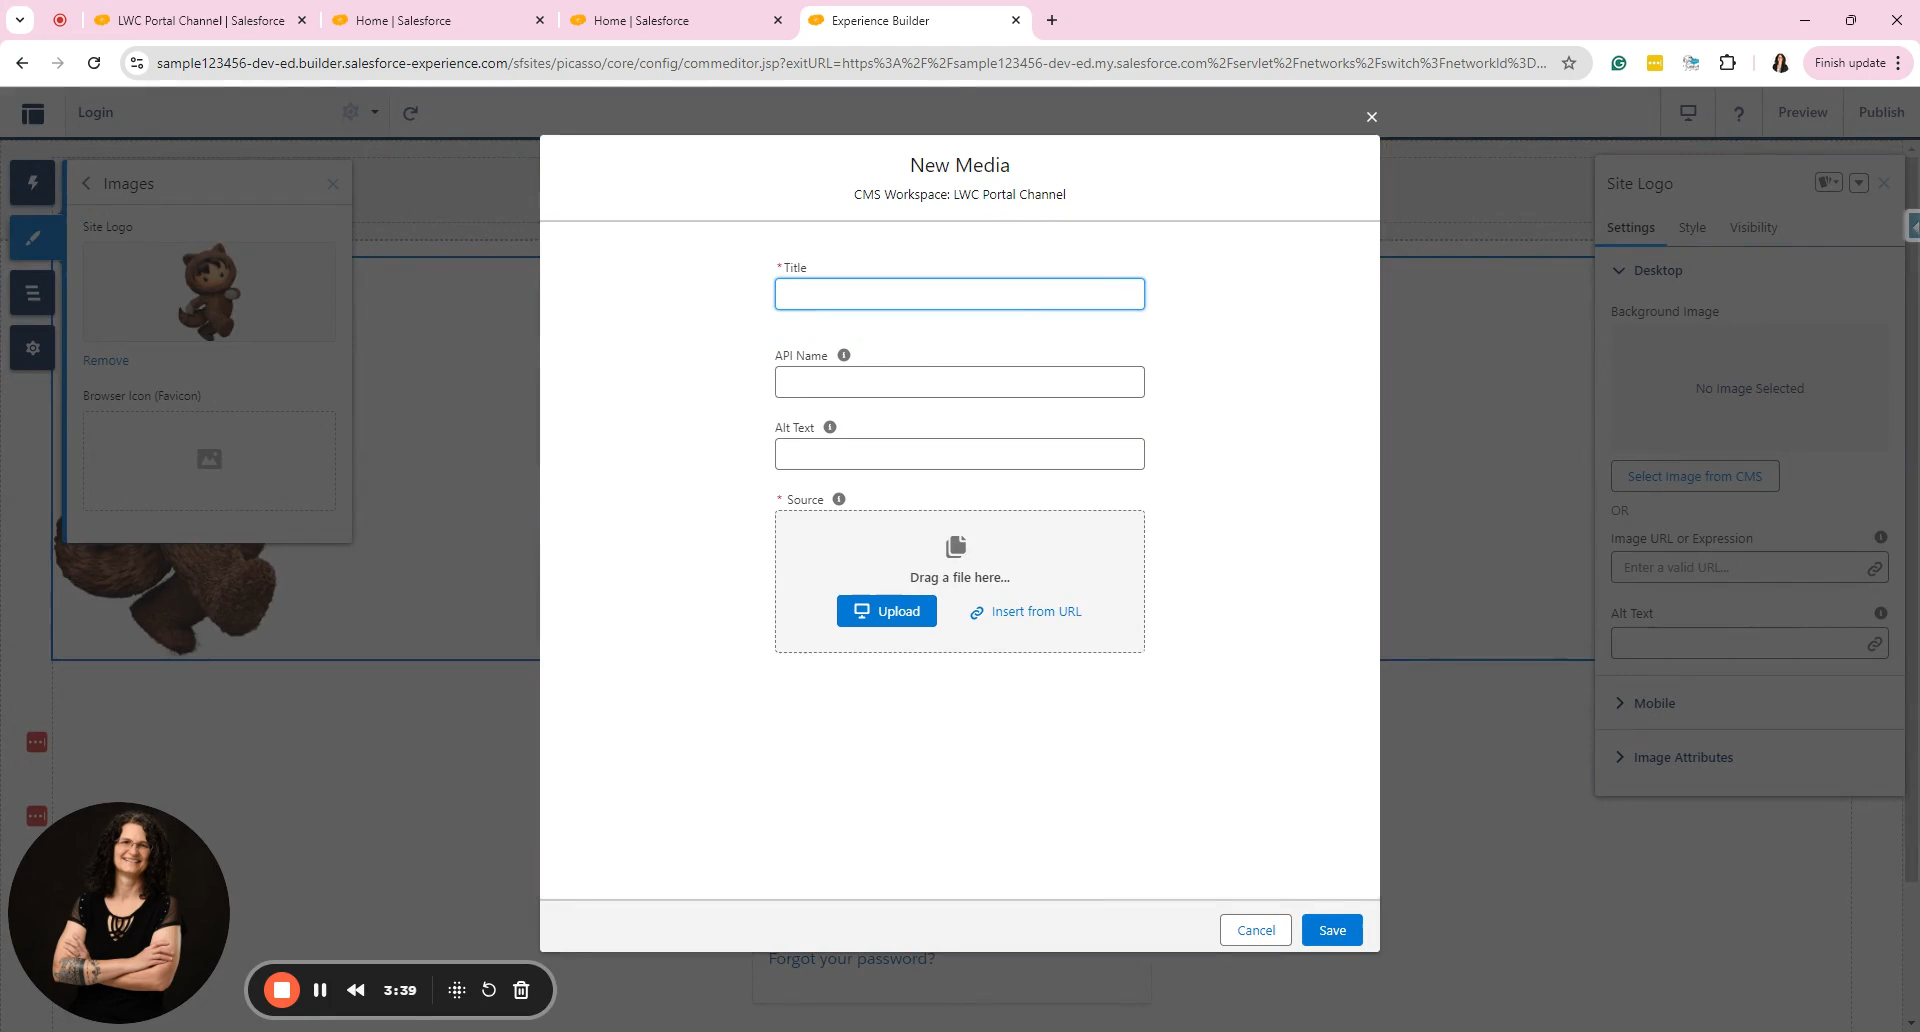 LWC Portal Channel | Salesforce
Home | Salesforce
Home | Salesforce
Experience Builder
sample123456-dev-ed.builder.salesforce-experience.com/sfsites/picasso/core/config/commeditor.jsp?exitURL=https%3A%2F%2Fsample123456-dev-ed.my.salesforce.com%2Fservlet%2Fnetworks%2Fswitch%3FnetworkId%3D...
Finish update
Login
Preview
Publish
Images
Site Logo
Remove
Browser Icon (Favicon)
New Media
CMS Workspace: LWC Portal Channel
* Title
API Name
Alt Text
* Source
Drag a file here...
Upload
Insert from URL
Cancel
Save
Site Logo
Settings
Style
Visibility
Desktop
Background Image
No Image Selected
Select Image from CMS
OR
Image URL or Expression
Enter a valid URL...
Alt Text
Mobile
Image Attributes
Forgot your password?
3:39